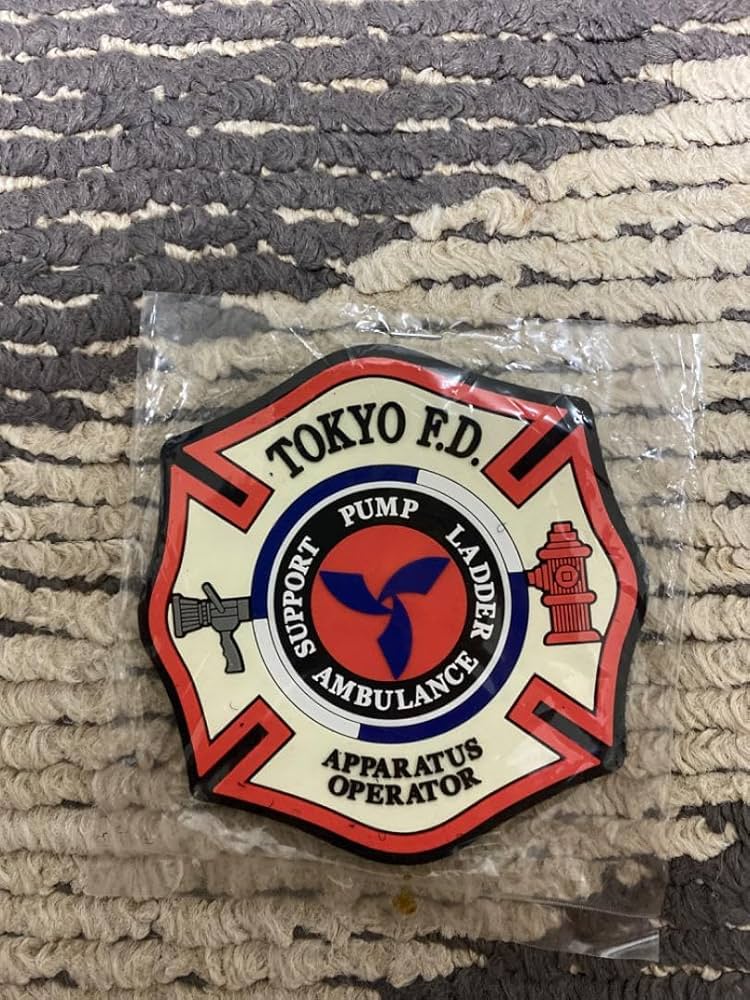 TOKYO F.D.
SUPPORT PUMP LADDER
AMBULANCE
APPARATUS
OPERATOR